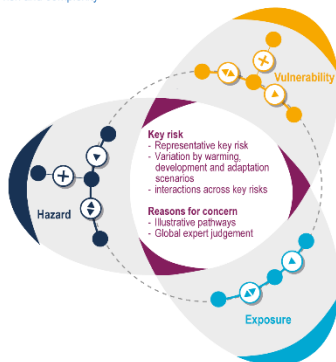 Vulnerability
Key risk
- Representative key risk
- Variation by warming,
development and adaptation
scenarios
- interactions across key risks
Hazard
Reasons for concern
- Illustrative pathways
- Global expert judgement
Exposure